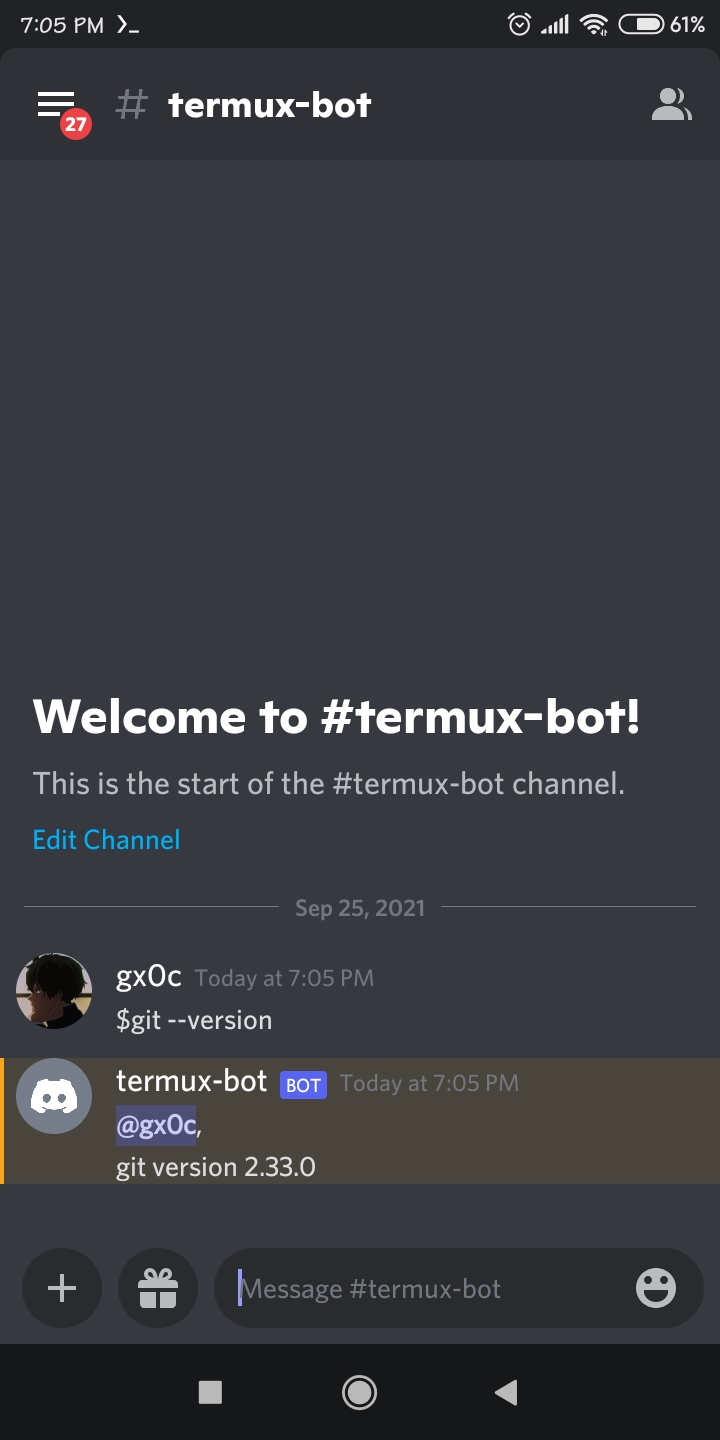 7:05 PM
61%
27
# termux-bot
Welcome to #termux-bot!
This is the start of the #termux-bot channel.
Edit Channel
Sep 25, 2021
gx0c Today at 7:05 PM
$git --version
termux-bot BOT Today at 7:05 PM
@gx0c,
git version 2.33.0
Message #termux-bot